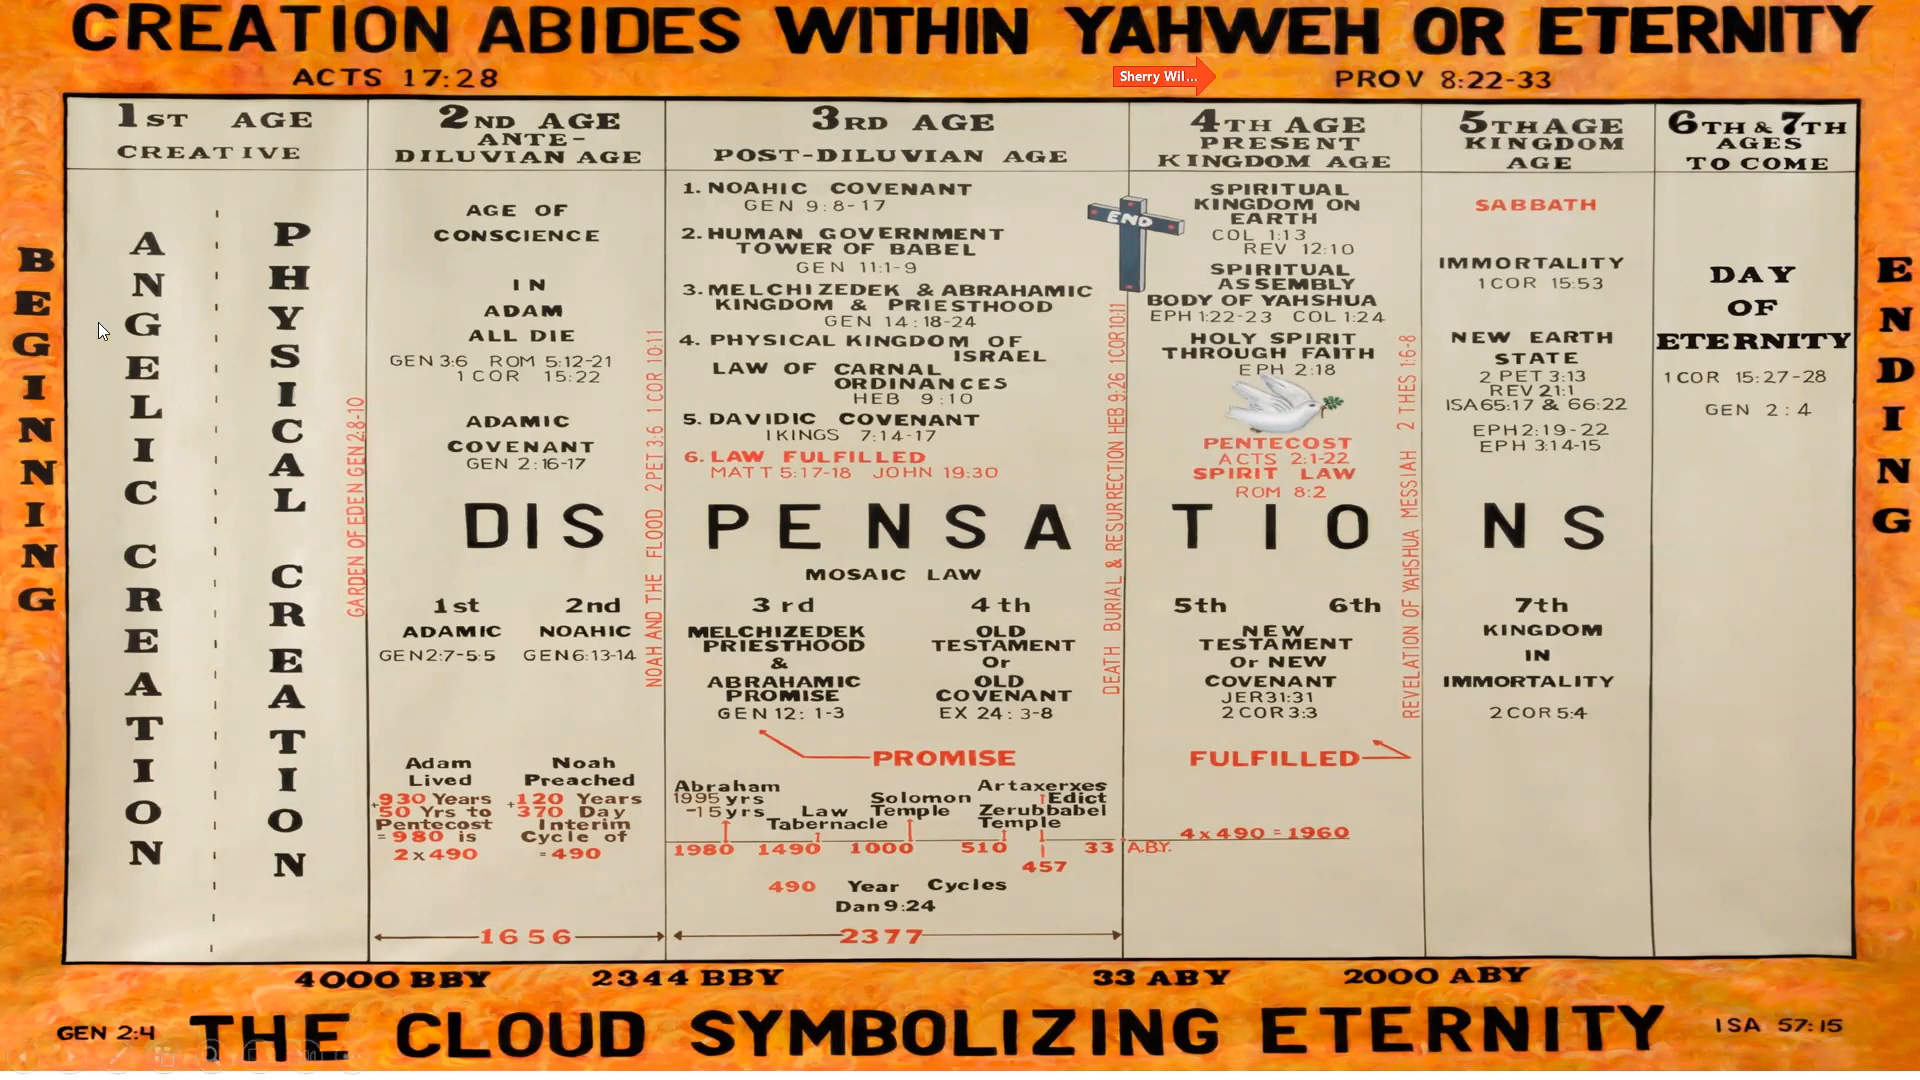 CREATION ABIDES WITHIN YAHWEH OR ETERNITY
ACTS 17:28
Sherry Wil...
PROV 8:22-33
BEGINNING
1ST AGE
CREATIVE
ANGELIC CREATION
PHYSICAL CREATION
GARDEN OF EDEN GEN 2:8-10
2ND AGE
ANTE-
DILUVIAN AGE
AGE OF
CONSCIENCE
IN
ADAM
ALL DIE
GEN 3:6 ROM 5:12-21
1 COR 15:22
ADAMIC
COVENANT
GEN 2:16-17
NOAH AND THE FLOOD 2 PET 3:6 1 COR 10:11
3RD AGE
POST-DILUVIAN AGE
1. NOAHIC COVENANT
GEN 9:8-17
2. HUMAN GOVERNMENT
TOWER OF BABEL
GEN 11:1-9
3. MELCHIZEDEK & ABRAHAMIC
KINGDOM & PRIESTHOOD
GEN 14:18-24
4. PHYSICAL KINGDOM OF
ISRAEL
LAW OF CARNAL
ORDINANCES
HEB 9:10
5. DAVIDIC COVENANT
I KINGS 7:14-17
6. LAW FULFILLED
MATT 5:17-18 JOHN 19:30
END
DEATH BURIAL & RESURRECTION HEB 9:26 1COR10:11
4TH AGE
PRESENT
KINGDOM AGE
SPIRITUAL
KINGDOM ON
EARTH
COL 1:13
REV 12:10
SPIRITUAL
ASSEMBLY
BODY OF YAHSHUA
EPH 1:22-23 COL 1:24
HOLY SPIRIT
THROUGH FAITH
EPH 2:18
PENTECOST
ACTS 2:1-22
SPIRIT LAW
ROM 8:2
REVELATION OF YAHSHUA MESSIAH 2 THES 1:6-8
5TH AGE
KINGDOM
AGE
SABBATH
IMMORTALITY
1 COR 15:53
NEW EARTH
STATE
2 PET 3:13
REV 21:1
ISA 65:17 & 66:22
EPH 2:19-22
EPH 3:14-15
6TH & 7TH
AGES
TO COME
DAY
OF
ETERNITY
1 COR 15:27-28
GEN 2:4
ENDING
DISPENSATIONS
MOSAIC LAW
1st
ADAMIC
GEN 2:7-5:5
2nd
NOAHIC
GEN 6:13-14
3rd
MELCHIZEDEK
PRIESTHOOD
&
ABRAHAMIC
PROMISE
GEN 12:1-3
4th
OLD
TESTAMENT
Or
OLD
COVENANT
EX 24:3-8
5th 6th
NEW
TESTAMENT
Or NEW
COVENANT
JER 31:31
2 COR 3:3
7th
KINGDOM
IN
IMMORTALITY
2 COR 5:4
PROMISE
FULFILLED
Adam
Lived
+930 Years
50 Yrs to
Pentecost
= 980 is
2 x 490
Noah
Preached
+120 Years
370 Day
Interim
Cycle of
= 490
Abraham
1995 yrs
-15 yrs
Law
Tabernacle
Solomon
Temple
Artaxerxes
↑Edict
Zerubbabel
Temple
1980 1490 1000 510 33 A.B.Y.
457
4 x 490 = 1960
490 Year Cycles
Dan 9:24
1656
2377
4000 BBY 2344 BBY 33 ABY 2000 ABY
GEN 2:4 THE CLOUD SYMBOLIZING ETERNITY ISA 57:15